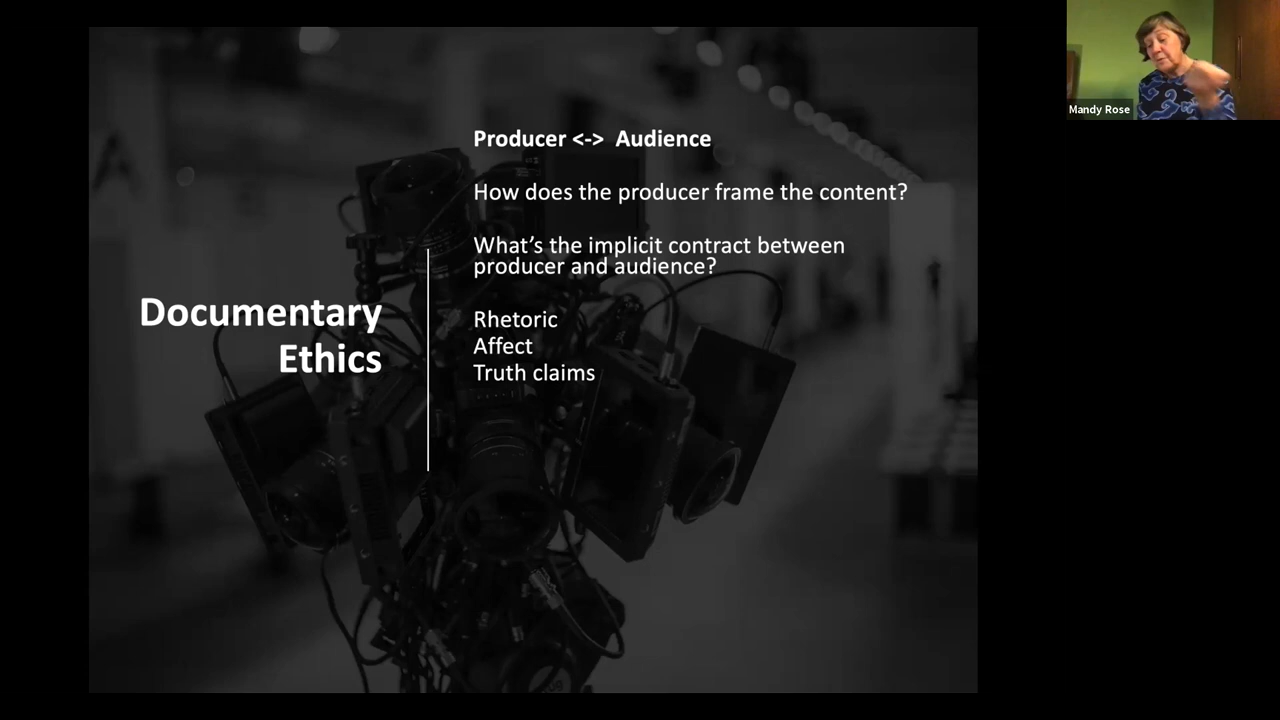 Documentary
Ethics
Producer <-> Audience
How does the producer frame the content?
What's the implicit contract between
producer and audience?
Rhetoric
Affect
Truth claims
Mandy Rose